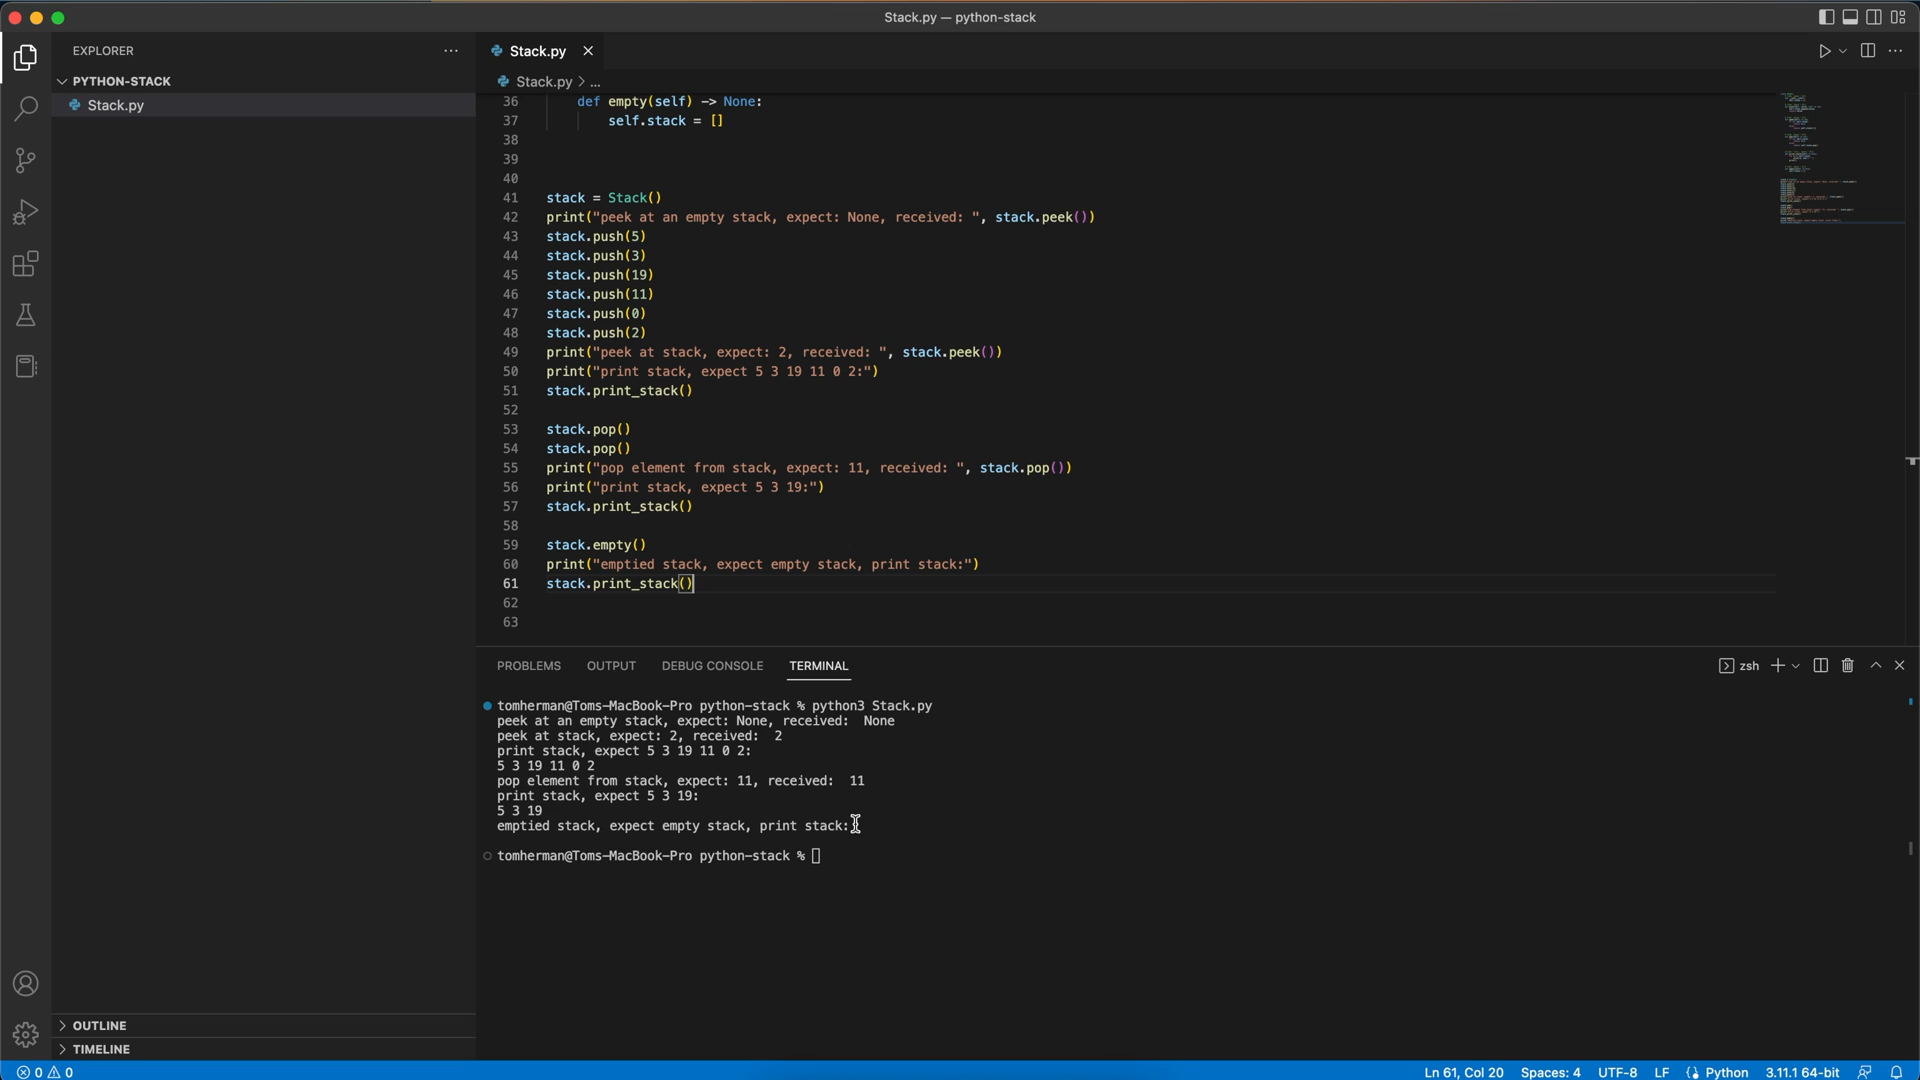 Stack.py — python-stack
EXPLORER
PYTHON-STACK
Stack.py
OUTLINE
TIMELINE
Stack.py
Stack.py > ...
36 def empty(self) -> None:
37 self.stack = []
38
39
40
41 stack = Stack()
42 print("peek at an empty stack, expect: None, received: ", stack.peek())
43 stack.push(5)
44 stack.push(3)
45 stack.push(19)
46 stack.push(11)
47 stack.push(0)
48 stack.push(2)
49 print("peek at stack, expect: 2, received: ", stack.peek())
50 print("print stack, expect 5 3 19 11 0 2:")
51 stack.print_stack()
52
53 stack.pop()
54 stack.pop()
55 print("pop element from stack, expect: 11, received: ", stack.pop())
56 print("print stack, expect 5 3 19:")
57 stack.print_stack()
58
59 stack.empty()
60 print("emptied stack, expect empty stack, print stack:")
61 stack.print_stack()
62
63
PROBLEMS OUTPUT DEBUG CONSOLE TERMINAL zsh
tomherman@Toms-MacBook-Pro python-stack % python3 Stack.py
peek at an empty stack, expect: None, received:  None
peek at stack, expect: 2, received:  2
print stack, expect 5 3 19 11 0 2:
5 3 19 11 0 2
pop element from stack, expect: 11, received:  11
print stack, expect 5 3 19:
5 3 19
emptied stack, expect empty stack, print stack:
tomherman@Toms-MacBook-Pro python-stack %
0 0 Ln 61, Col 20 Spaces: 4 UTF-8 LF Python 3.11.1 64-bit